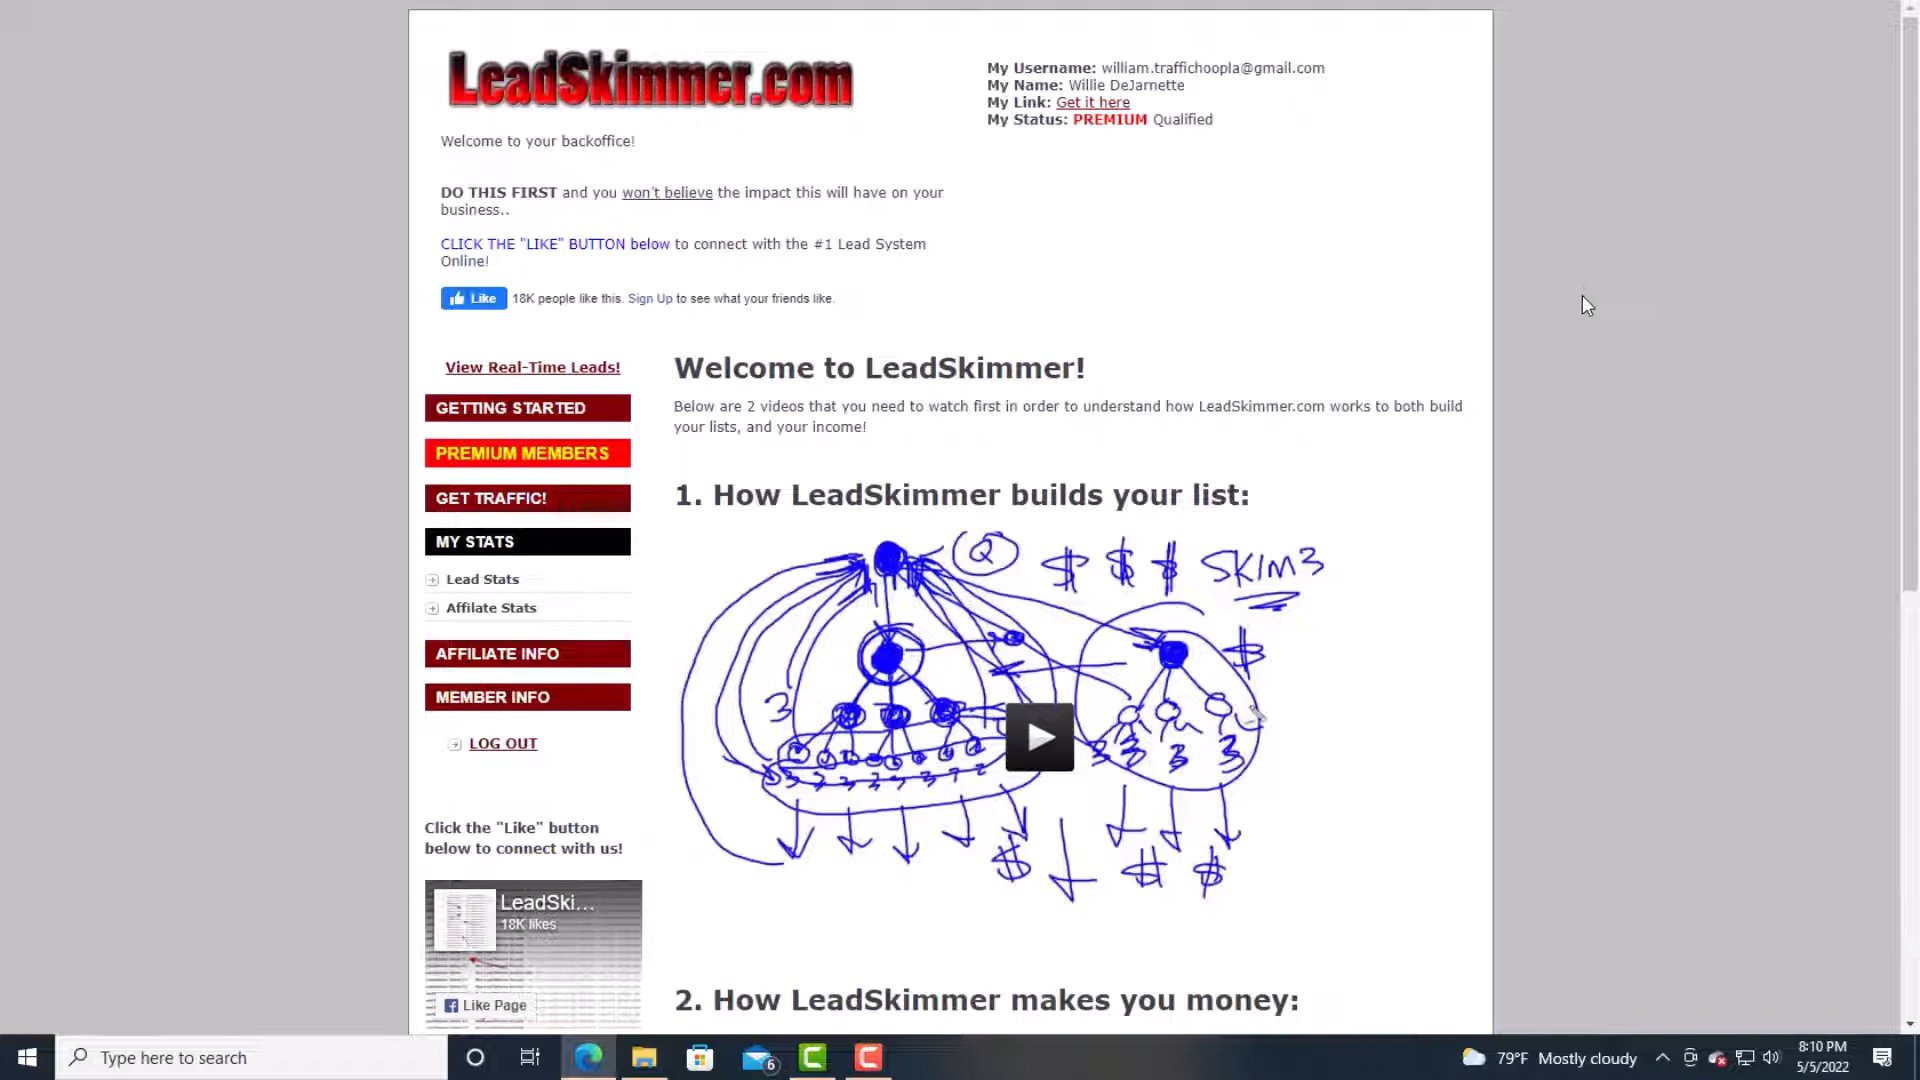 LeadSkimmer.com
My Username: william.traffichoopla@gmail.com
My Name: Willie DeJarnette
My Link: Get it here
My Status: PREMIUM Qualified
Welcome to your backoffice!
DO THIS FIRST and you won't believe the impact this will have on your
business..
CLICK THE "LIKE" BUTTON below to connect with the #1 Lead System
Online!
Like 18K people like this. Sign Up to see what your friends like.
View Real-Time Leads!
GETTING STARTED
PREMIUM MEMBERS
GET TRAFFIC!
MY STATS
Lead Stats
Affilate Stats
AFFILIATE INFO
MEMBER INFO
LOG OUT
Click the "Like" button
below to connect with us!
LeadSki...
18K likes
Like Page
Welcome to LeadSkimmer!
Below are 2 videos that you need to watch first in order to understand how LeadSkimmer.com works to both build
your lists, and your income!
1. How LeadSkimmer builds your list:
$ $ $ SKIM3
$
3
3 3 3 3
$ $ $
2. How LeadSkimmer makes you money:
Type here to search
6
79°F Mostly cloudy
8:10 PM
5/5/2022